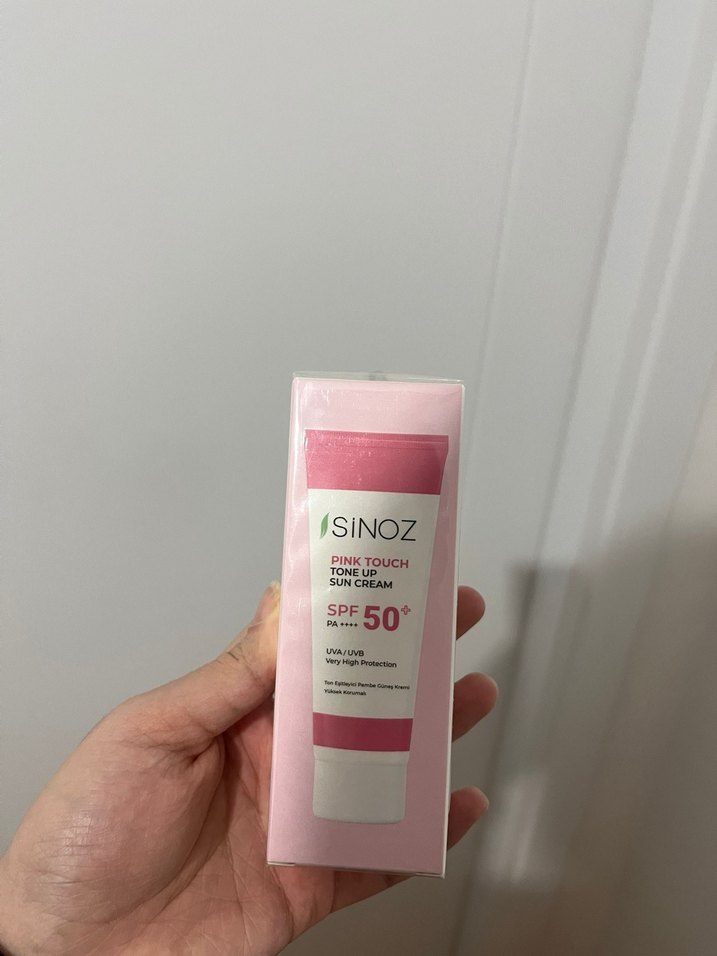 SiNOZ
PINK TOUCH
TONE UP
SUN CREAM
SPF 50+
PA ++++
UVA / UVB
Very High Protection
Ton Eşitleyici Pembe Güneş Kremi
Yüksek Korumalı